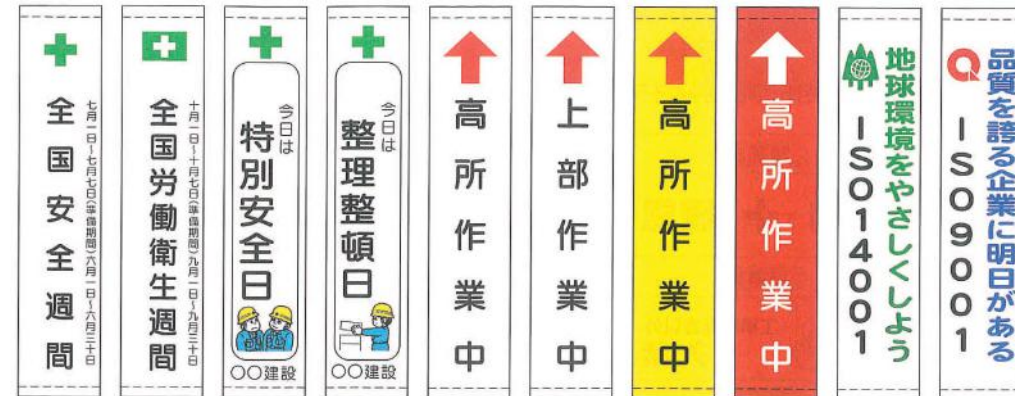 全国安全週間
七月一日~七月七日(準備期間)六月一日~六月三十日
全国労働衛生週間
十月一日~十月七日(準備期間)九月一日~九月三十日
今日は
特別安全日
〇〇建設
今日は
整理整頓日
〇〇建設
高所作業中
上部作業中
高所作業中
高所作業中
地球環境をやさしくしよう
ISO14001
品質を誇る企業に明日がある
ISO9001